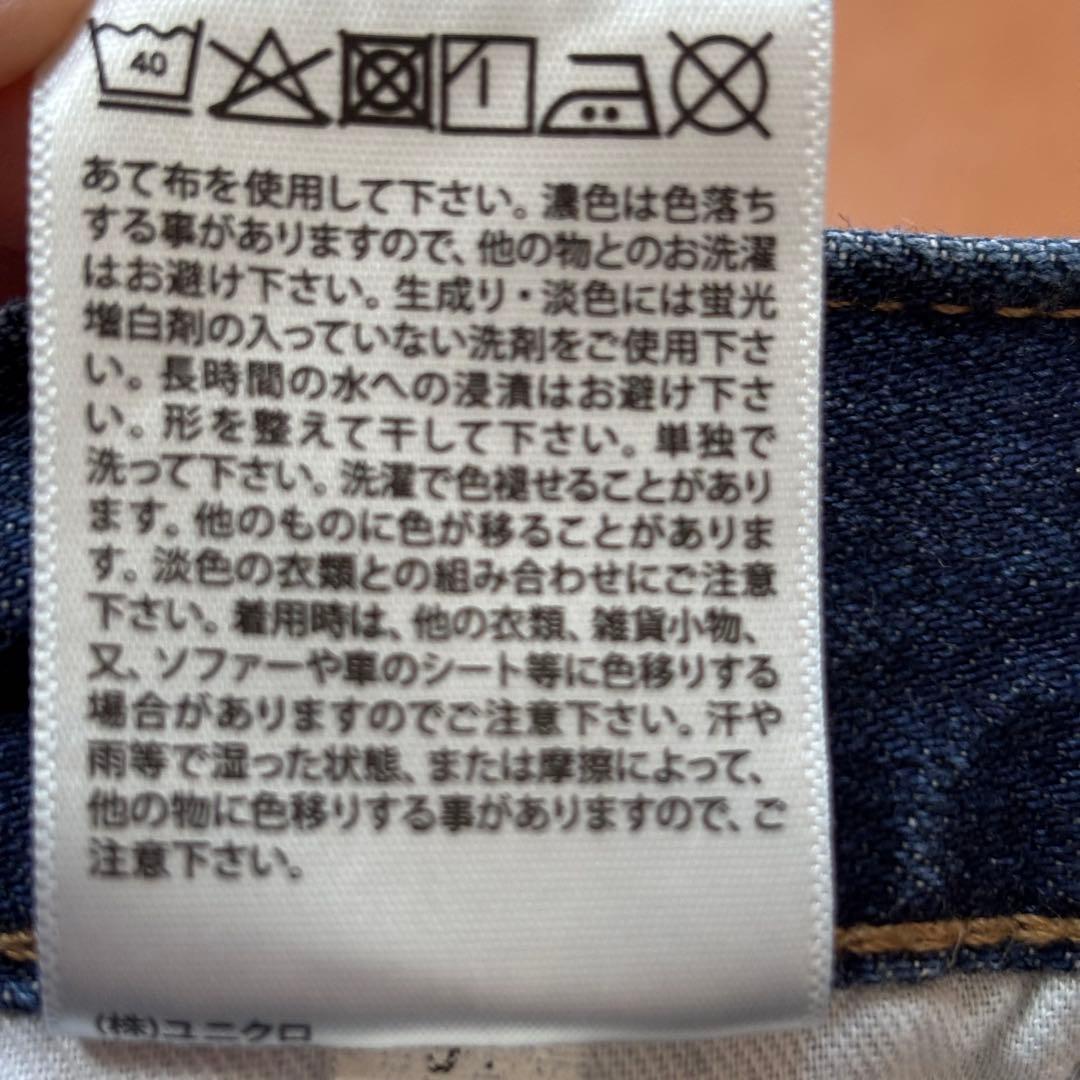 40
あて布を使用して下さい。濃色は色落ち
する事がありますので、他の物とのお洗濯
はお避け下さい。生成り・淡色には蛍光
増白剤の入っていない洗剤をご使用下さ
い。長時間の水への浸漬はお避け下さ
い。形を整えて干して下さい。単独で
洗って下さい。洗濯で色褪せることがあり
ます。他のものに色が移ることがありま
す。淡色の衣類との組み合わせにご注意
下さい。着用時は、他の衣類、雑貨小物、
又、ソファーや車のシート等に色移りする
場合がありますのでご注意下さい。汗や
雨等で湿った状態、または摩擦によって、
他の物に色移りする事がありますので、ご
注意下さい。
(株)ユニクロ